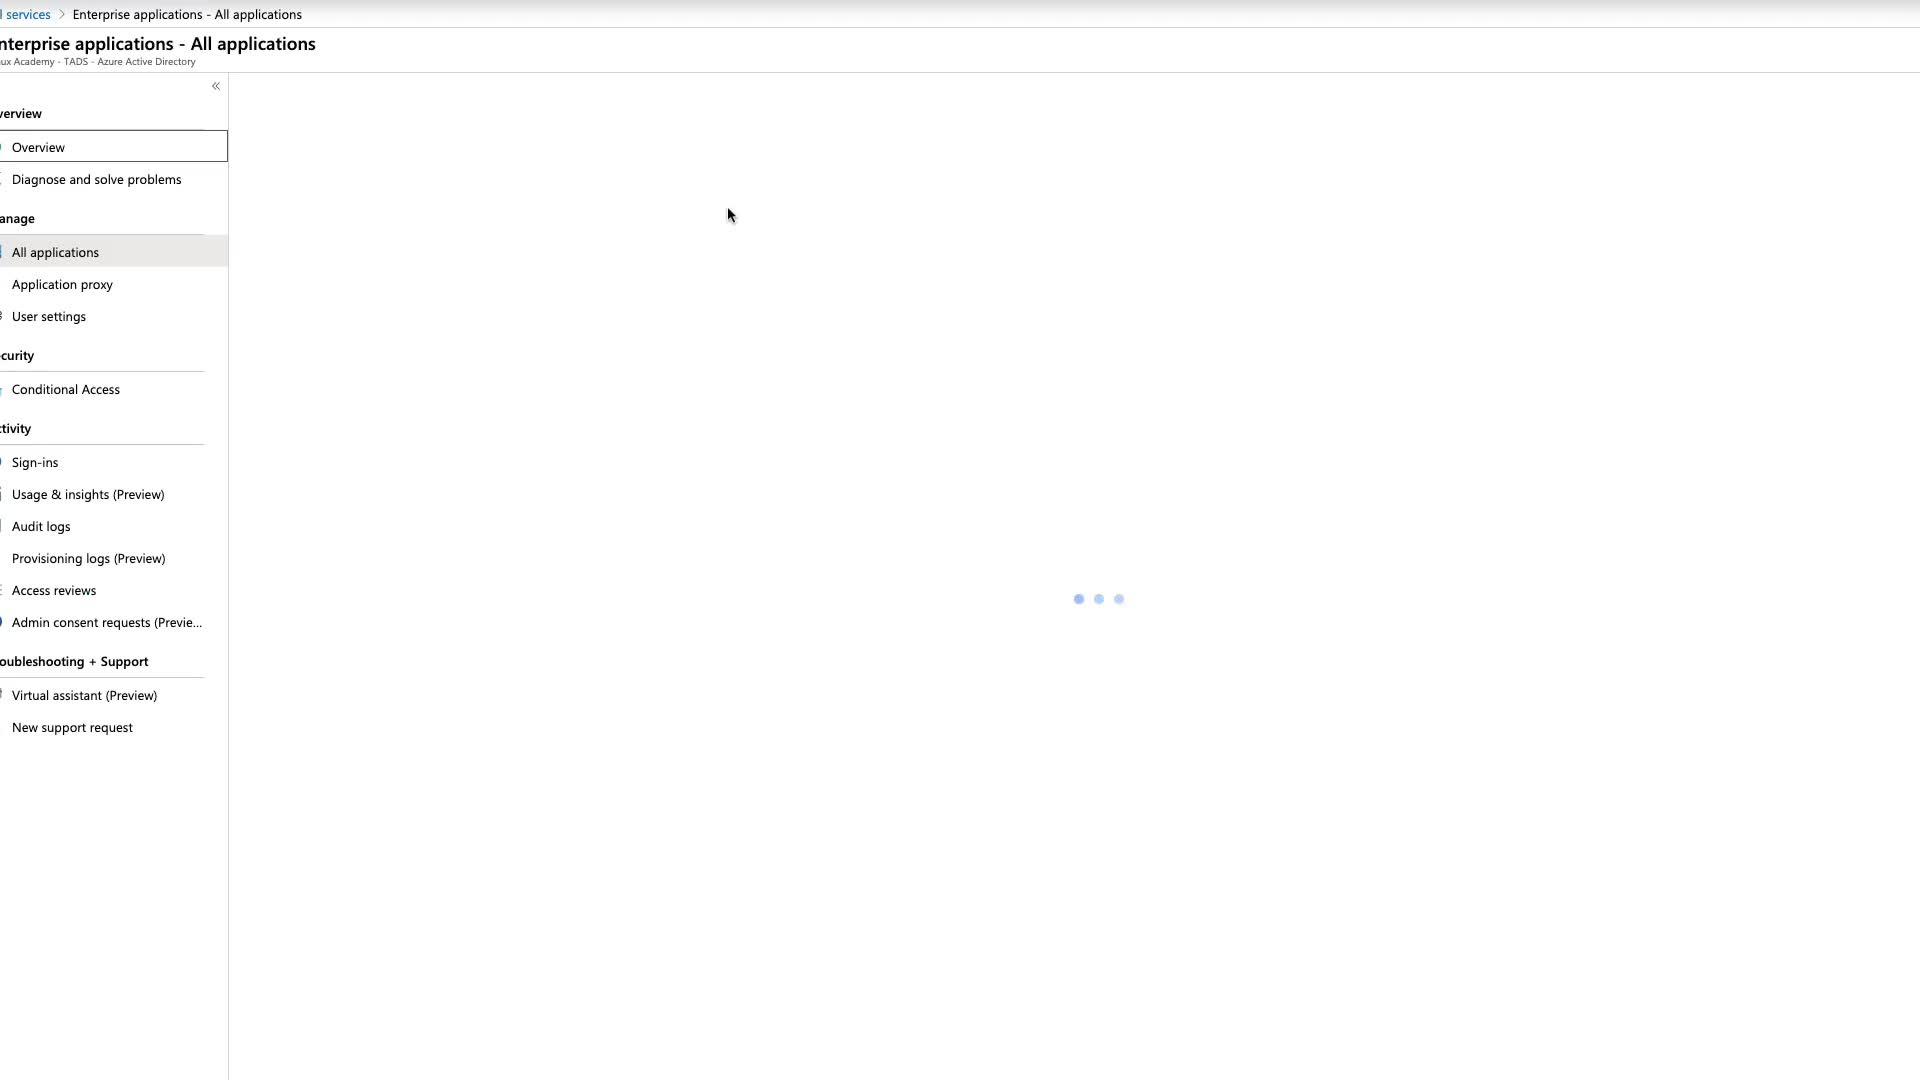 l services > Enterprise applications - All applications
nterprise applications - All applications
ux Academy - TADS - Azure Active Directory
«
verview
Overview
Diagnose and solve problems
anage
All applications
Application proxy
User settings
curity
Conditional Access
ctivity
Sign-ins
Usage & insights (Preview)
Audit logs
Provisioning logs (Preview)
Access reviews
Admin consent requests (Previe...
oubleshooting + Support
Virtual assistant (Preview)
New support request